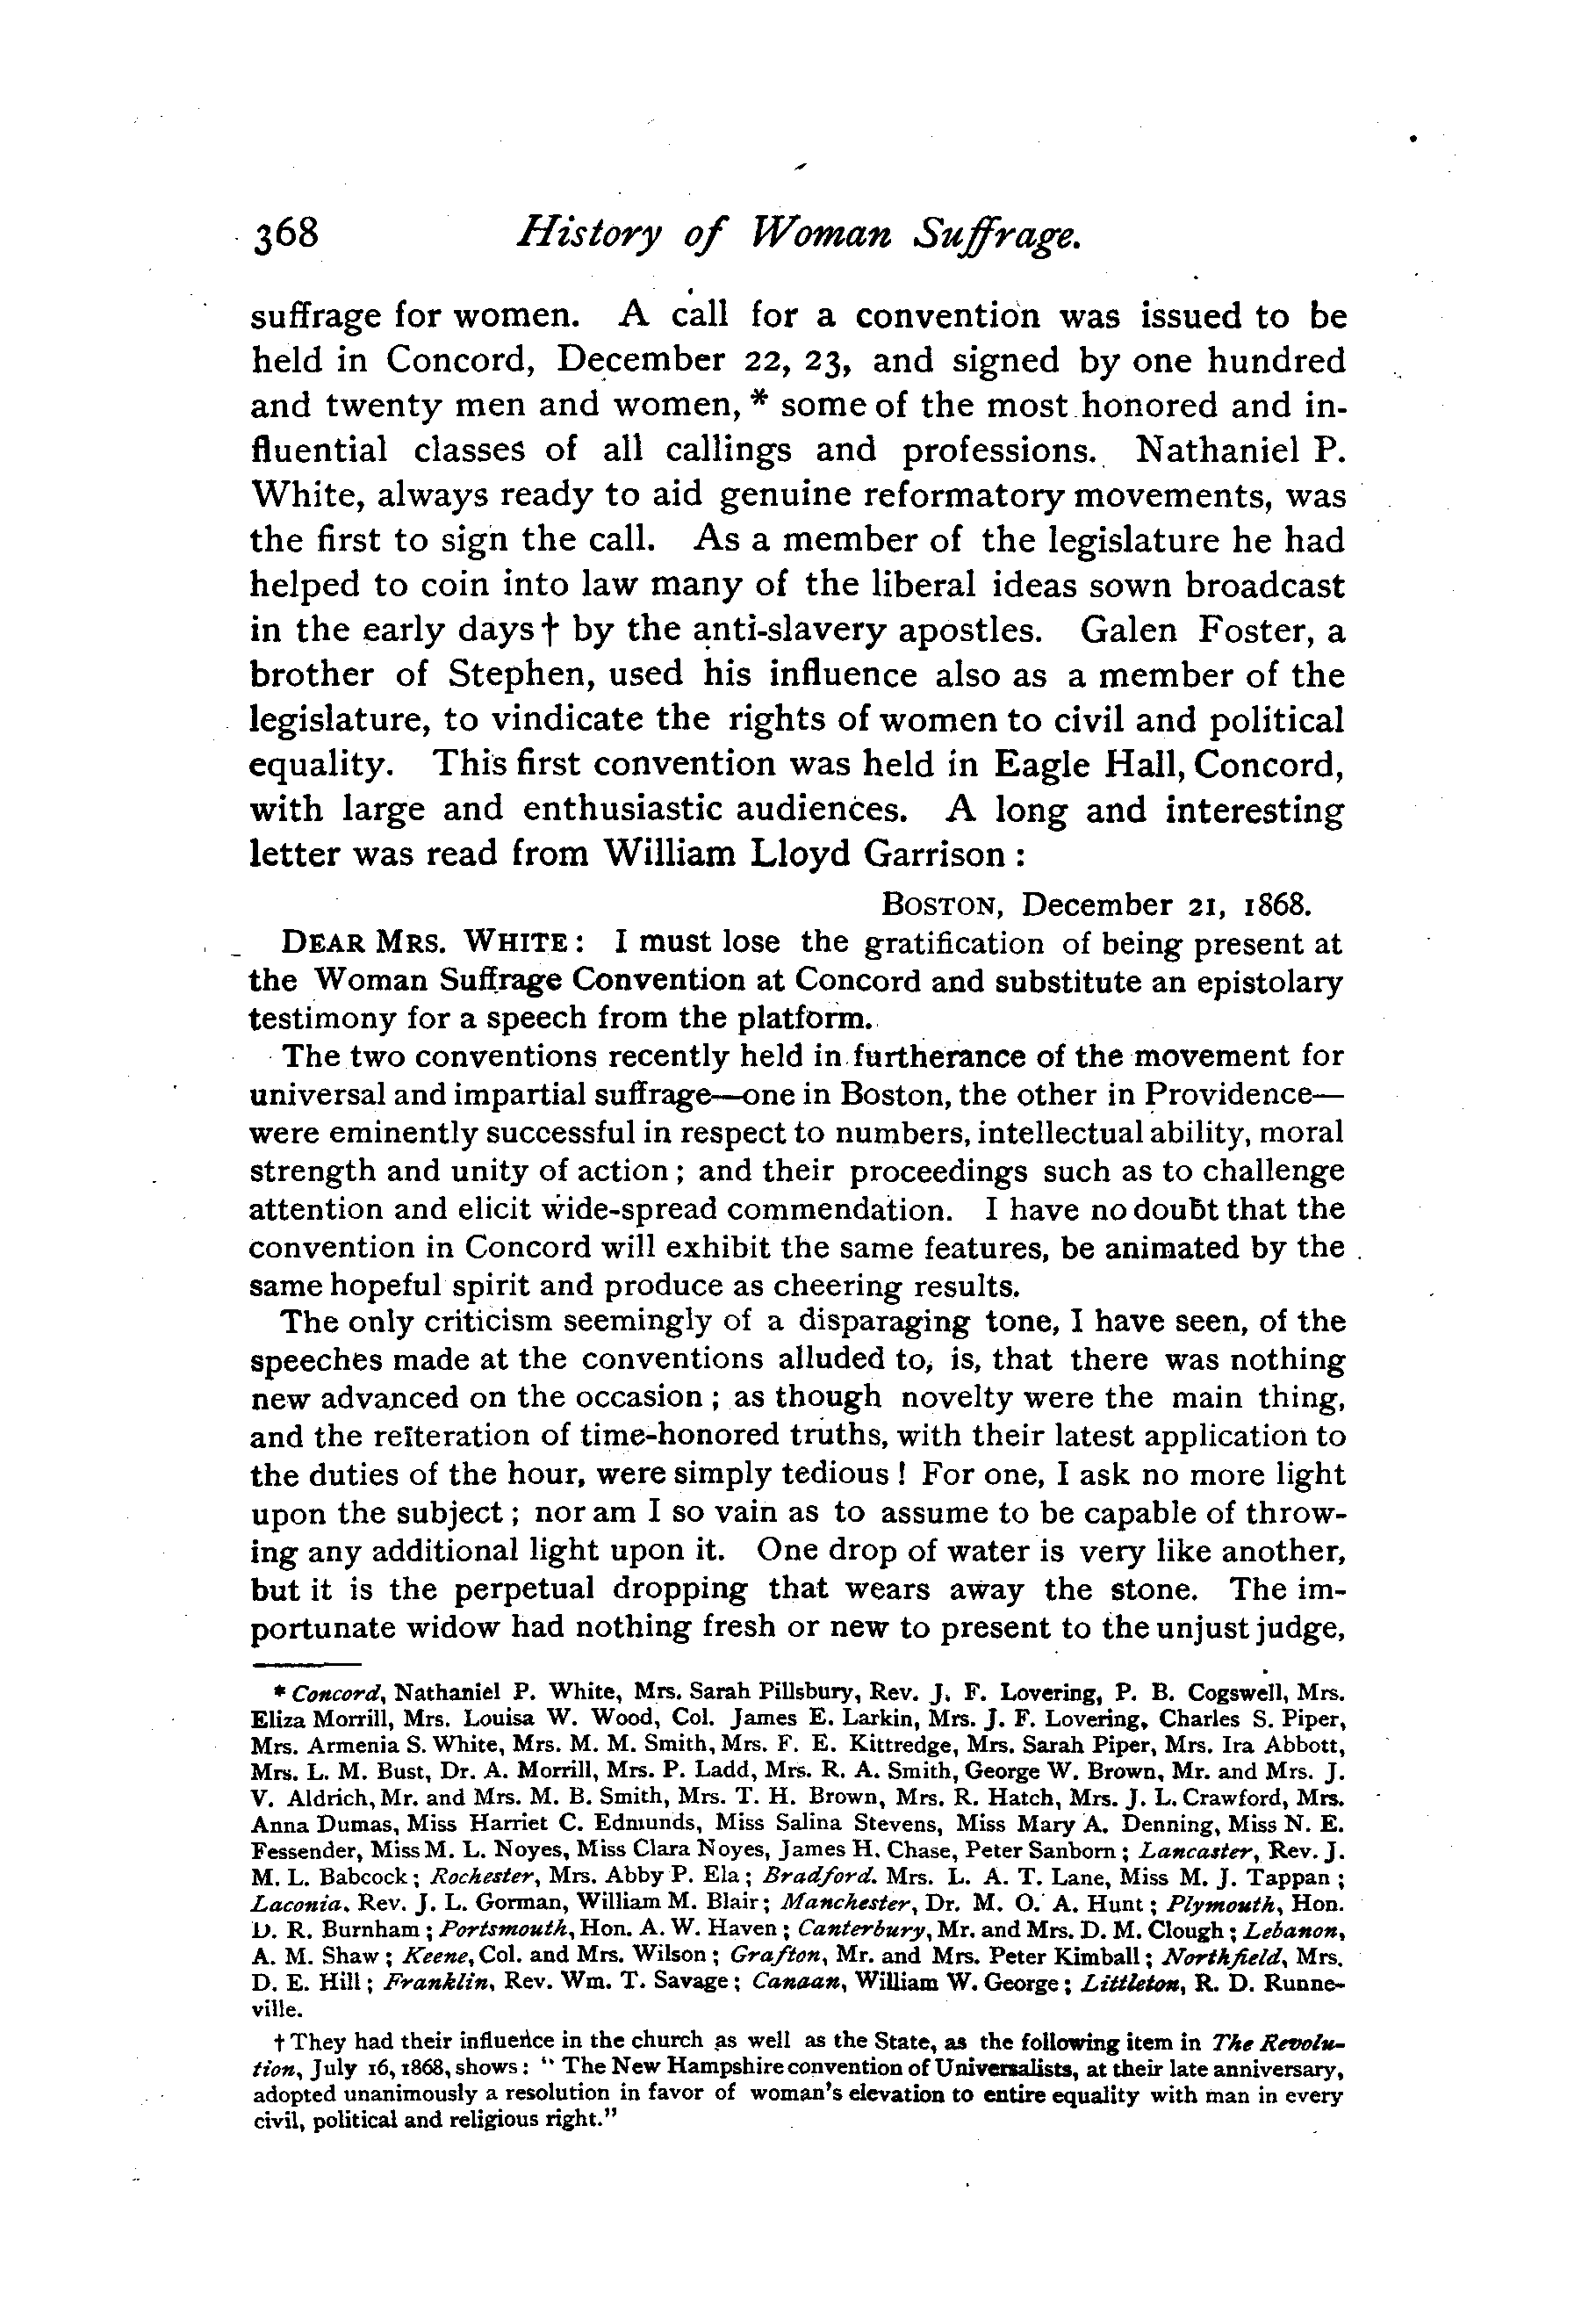 368 History of Woman Suffrage.
suffrage for women. A call for a convention was issued to be
held in Concord, December 22, 23, and signed by one hundred
and twenty men and women, * some of the most honored and in-
fluential classes of all callings and professions. Nathaniel P.
White, always ready to aid genuine reformatory movements, was
the first to sign the call. As a member of the legislature he had
helped to coin into law many of the liberal ideas sown broadcast
in the early days † by the anti-slavery apostles. Galen Foster, a
brother of Stephen, used his influence also as a member of the
legislature, to vindicate the rights of women to civil and political
equality. This first convention was held in Eagle Hall, Concord,
with large and enthusiastic audiences. A long and interesting
letter was read from William Lloyd Garrison :
BOSTON, December 21, 1868.
DEAR MRS. WHITE : I must lose the gratification of being present at
the Woman Suffrage Convention at Concord and substitute an epistolary
testimony for a speech from the platform.
The two conventions recently held in furtherance of the movement for
universal and impartial suffrage—one in Boston, the other in Providence—
were eminently successful in respect to numbers, intellectual ability, moral
strength and unity of action ; and their proceedings such as to challenge
attention and elicit wide-spread commendation. I have no doubt that the
convention in Concord will exhibit the same features, be animated by the
same hopeful spirit and produce as cheering results.
The only criticism seemingly of a disparaging tone, I have seen, of the
speeches made at the conventions alluded to, is, that there was nothing
new advanced on the occasion ; as though novelty were the main thing,
and the reïteration of time-honored truths, with their latest application to
the duties of the hour, were simply tedious ! For one, I ask no more light
upon the subject ; nor am I so vain as to assume to be capable of throw-
ing any additional light upon it. One drop of water is very like another,
but it is the perpetual dropping that wears away the stone. The im-
portunate widow had nothing fresh or new to present to the unjust judge,
* Concord, Nathaniel P. White, Mrs. Sarah Pillsbury, Rev. J. F. Lovering, P. B. Cogswell, Mrs.
Eliza Morrill, Mrs. Louisa W. Wood, Col. James E. Larkin, Mrs. J. F. Lovering, Charles S. Piper,
Mrs. Armenia S. White, Mrs. M. M. Smith, Mrs. F. E. Kittredge, Mrs. Sarah Piper, Mrs. Ira Abbott,
Mrs. L. M. Bust, Dr. A. Morrill, Mrs. P. Ladd, Mrs. R. A. Smith, George W. Brown, Mr. and Mrs. J.
V. Aldrich, Mr. and Mrs. M. B. Smith, Mrs. T. H. Brown, Mrs. R. Hatch, Mrs. J. L. Crawford, Mrs.
Anna Dumas, Miss Harriet C. Edmunds, Miss Salina Stevens, Miss Mary A. Denning, Miss N. E.
Fessender, Miss M. L. Noyes, Miss Clara Noyes, James H. Chase, Peter Sanborn ; Lancaster, Rev. J.
M. L. Babcock ; Rochester, Mrs. Abby P. Ela ; Bradford. Mrs. L. A. T. Lane, Miss M. J. Tappan ;
Laconia. Rev. J. L. Gorman, William M. Blair ; Manchester, Dr. M. O. A. Hunt ; Plymouth, Hon.
D. R. Burnham ; Portsmouth, Hon. A. W. Haven ; Canterbury, Mr. and Mrs. D. M. Clough ; Lebanon,
A. M. Shaw ; Keene, Col. and Mrs. Wilson ; Grafton, Mr. and Mrs. Peter Kimball ; Northfield, Mrs.
D. E. Hill ; Franklin, Rev. Wm. T. Savage ; Canaan, William W. George ; Littleton, R. D. Runne-
ville.
† They had their influence in the church as well as the State, as the following item in The Revolu-
tion, July 16, 1868, shows : " The New Hampshire convention of Universalists, at their late anniversary,
adopted unanimously a resolution in favor of woman's elevation to entire equality with man in every
civil, political and religious right."